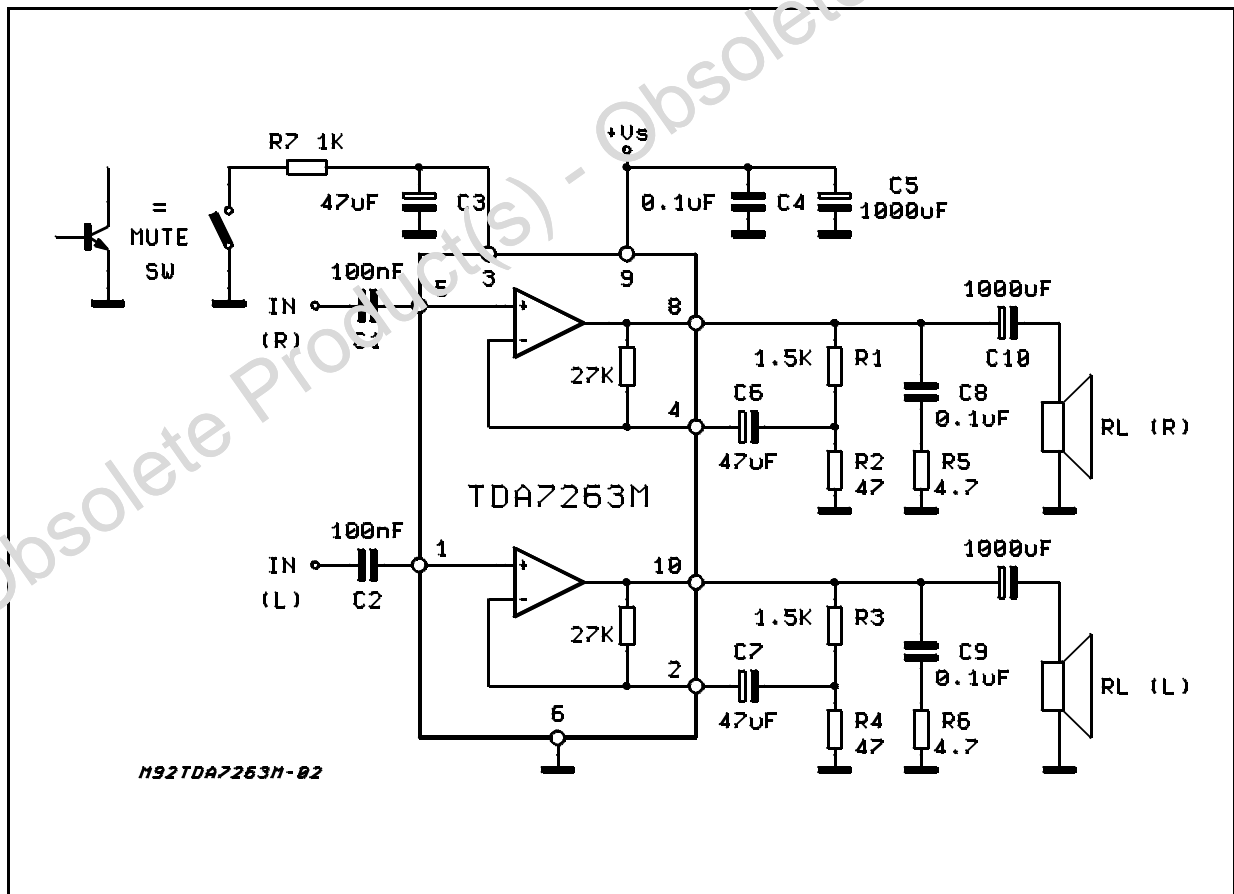 Obsolete Product(s) - Obsolete
+Vs
R7 1K
47uF C3
0.1uF C4
C5
1000uF
=
MUTE
SW
3
9
100nF
IN
(R)
C1
5
8
1000uF
C10
27K
1.5K R1
4
C6
47uF
C8
0.1uF
R2
47
R5
4.7
RL (R)
TDA7263M
100nF
IN
(L)
C2
1
10
1000uF
27K
1.5K R3
2
C7
47uF
C9
0.1uF
R4
47
R6
4.7
RL (L)
6
+
-
+
-
M92TDA7263M-02